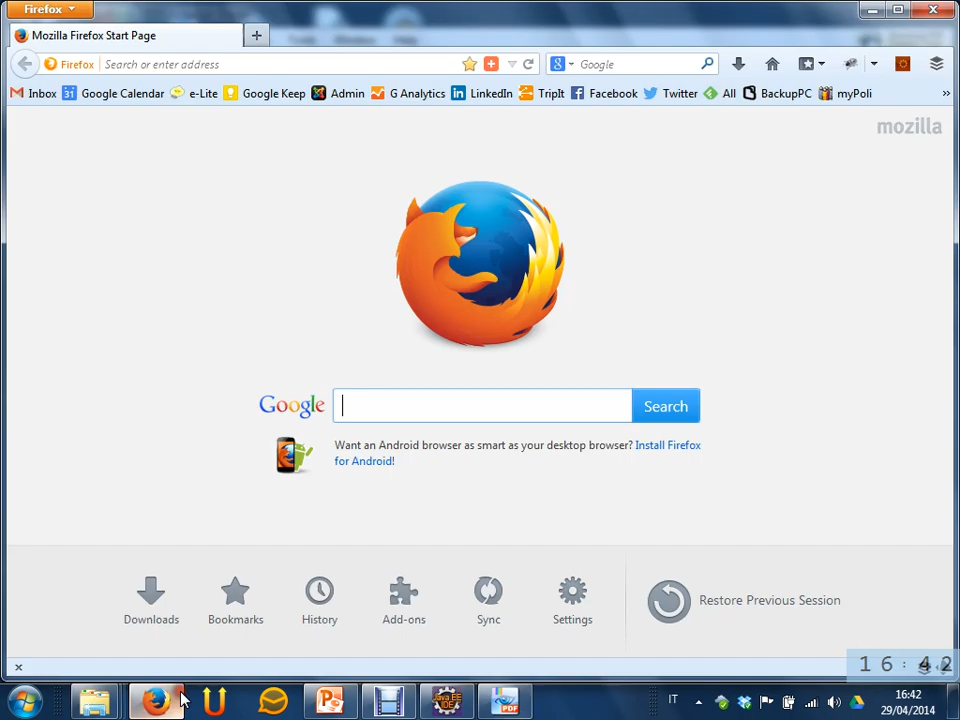 Firefox
Mozilla Firefox Start Page
Firefox Search or enter address Google
Inbox Google Calendar e-Lite Google Keep Admin G Analytics LinkedIn TripIt Facebook Twitter All BackupPC myPoli »
mozilla
Google Search
Want an Android browser as smart as your desktop browser? Install Firefox
for Android!
Downloads Bookmarks History Add-ons Sync Settings Restore Previous Session
16:42
IT 16:42
29/04/2014